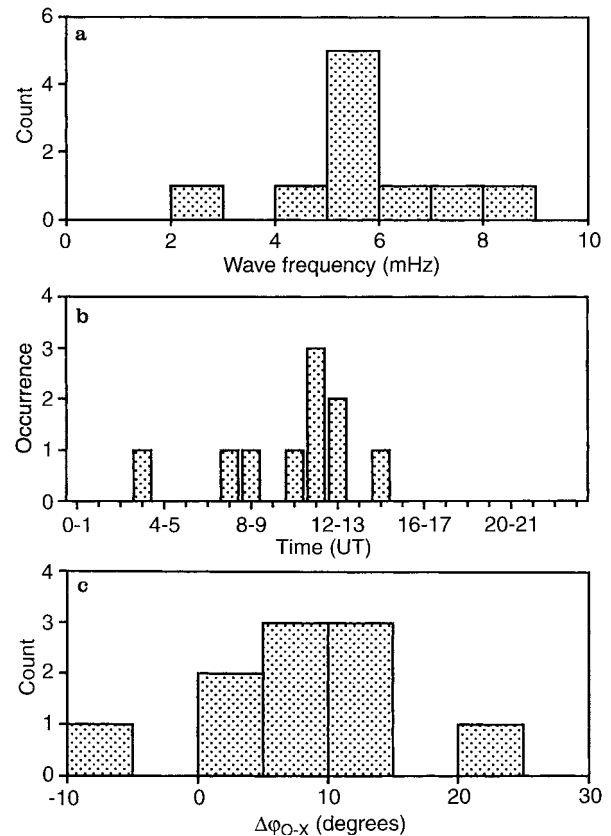 a
6
4
2
0
Count
0 2 4 6 8 10
Wave frequency (mHz)
b
4
3
2
1
0
Occurrence
0-1 4-5 8-9 12-13 16-17 20-21
Time (UT)
c
4
3
2
1
0
Count
-10 0 10 20 30
ΔφO-X (degrees)